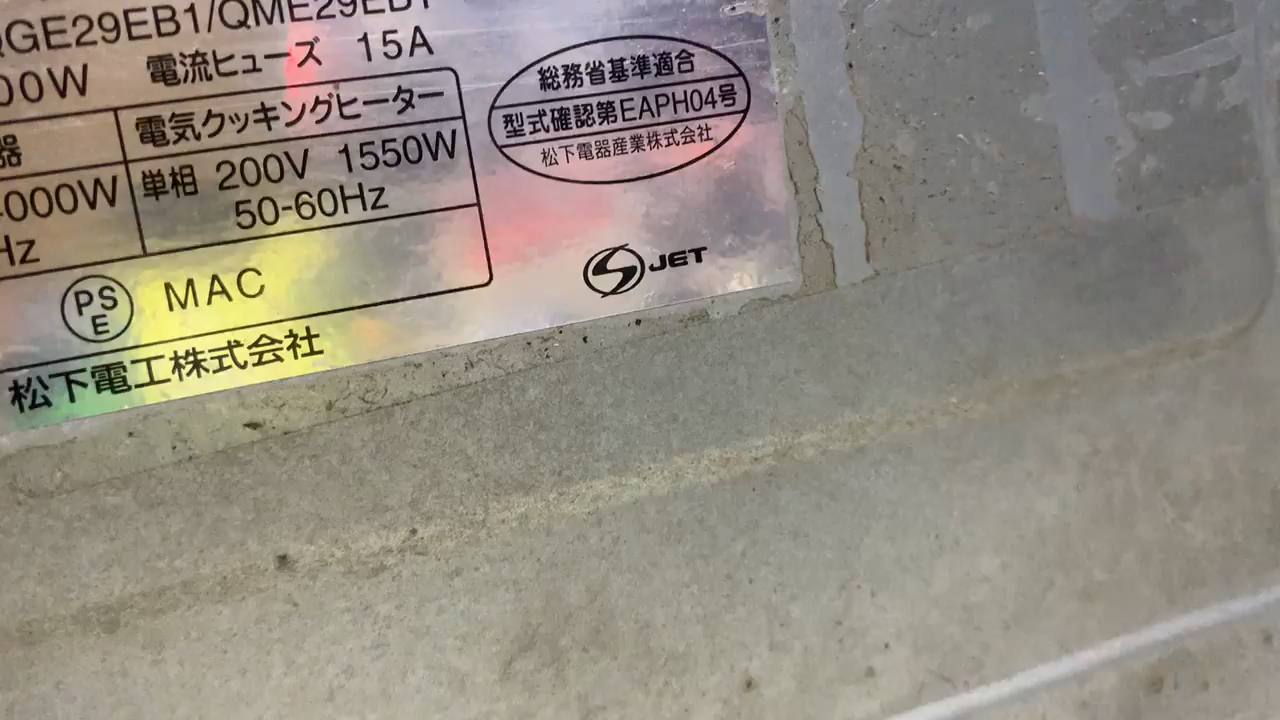 QGE29EB1/QME29EB1
00W 電流ヒューズ 15A
器 電気クッキングヒーター
000W 単相 200V 1550W
Hz 50-60Hz
PS
E
MAC
松下電工株式会社
総務省基準適合
型式確認第EAPH04号
松下電器産業株式会社
JET